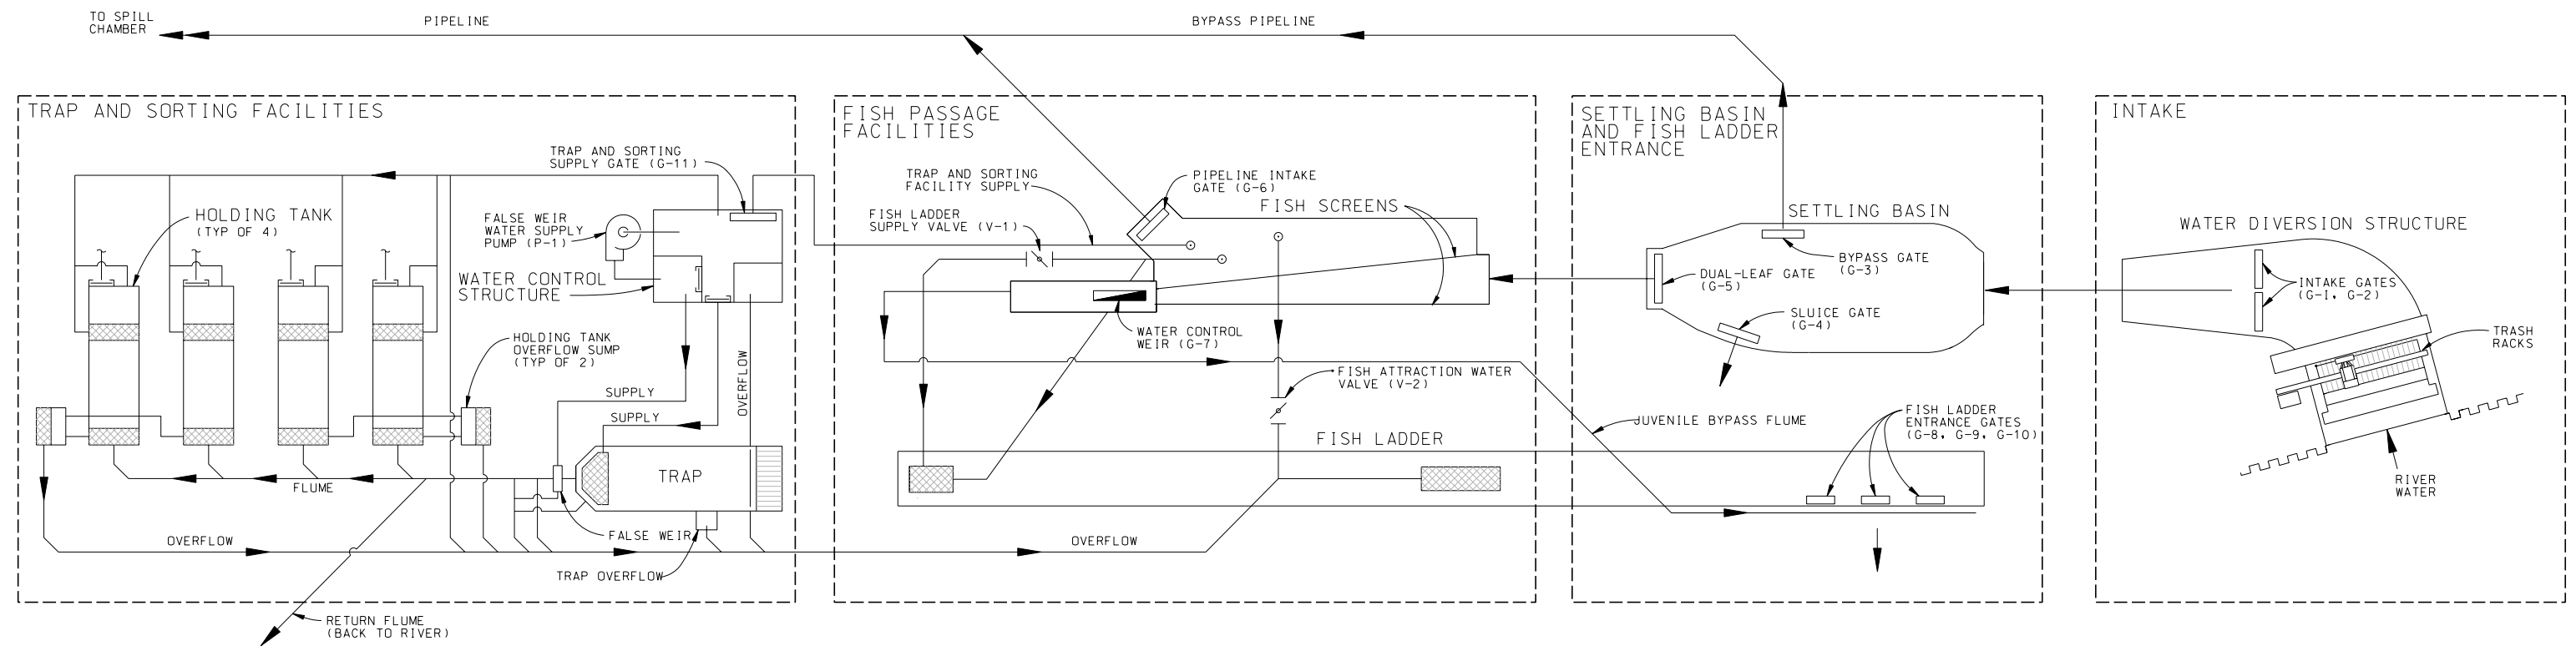 TO SPILL
CHAMBER
PIPELINE
BYPASS PIPELINE
TRAP AND SORTING FACILITIES
TRAP AND SORTING
SUPPLY GATE (G-11)
HOLDING TANK
(TYP OF 4)
FALSE WEIR
WATER SUPPLY
PUMP (P-1)
WATER CONTROL
STRUCTURE
HOLDING TANK
OVERFLOW SUMP
(TYP OF 2)
OVERFLOW
SUPPLY
SUPPLY
TRAP
FLUME
FALSE WEIR
OVERFLOW
TRAP OVERFLOW
RETURN FLUME
(BACK TO RIVER)
FISH PASSAGE
FACILITIES
TRAP AND SORTING
FACILITY SUPPLY
PIPELINE INTAKE
GATE (G-6)
FISH SCREENS
FISH LADDER
SUPPLY VALVE (V-1)
WATER CONTROL
WEIR (G-7)
FISH ATTRACTION WATER
VALVE (V-2)
FISH LADDER
OVERFLOW
SETTLING BASIN
AND FISH LADDER
ENTRANCE
SETTLING BASIN
BYPASS GATE
(G-3)
DUAL-LEAF GATE
(G-5)
SLUICE GATE
(G-4)
JUVENILE BYPASS FLUME
FISH LADDER
ENTRANCE GATES
(G-8, G-9, G-10)
INTAKE
WATER DIVERSION STRUCTURE
INTAKE GATES
(G-1, G-2)
TRASH
RACKS
RIVER
WATER